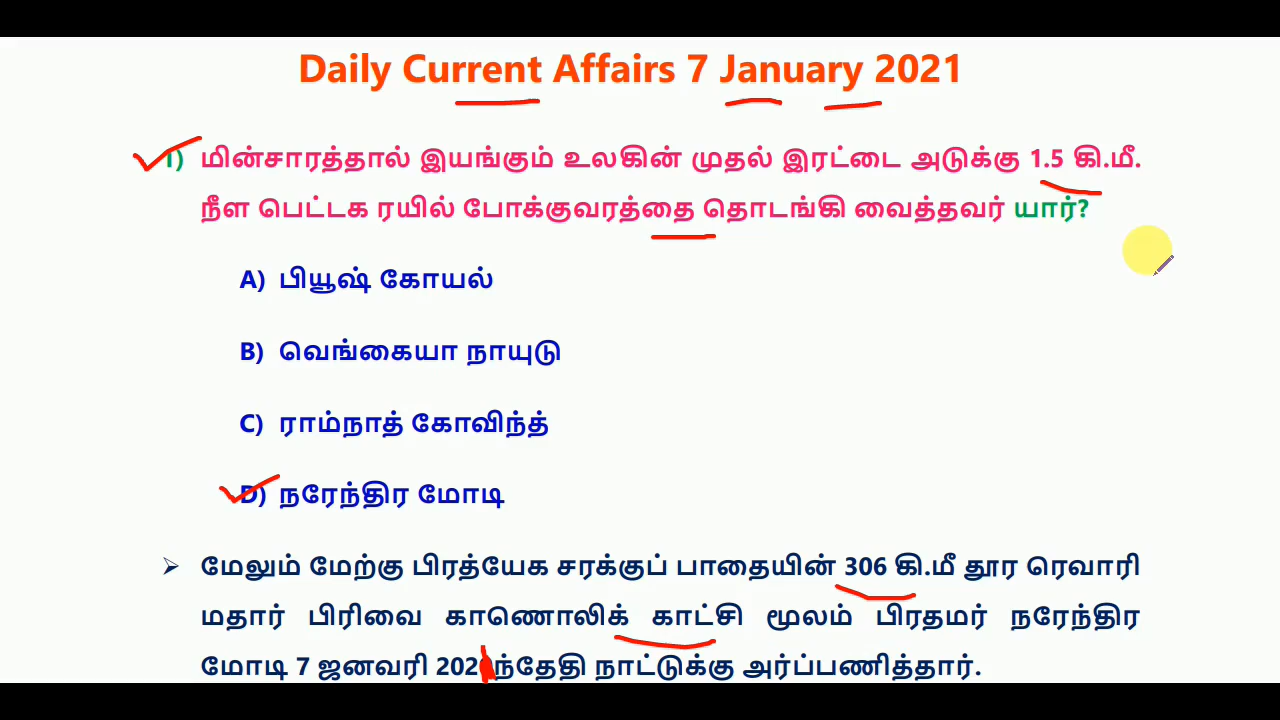 Daily Current Affairs 7 January 2021
1) மின்சாரத்தால் இயங்கும் உலகின் முதல் இரட்டை அடுக்கு 1.5 கி.மீ.
நீள பெட்டக ரயில் போக்குவரத்தை தொடங்கி வைத்தவர் யார்?
A) பியூஷ் கோயல்
B) வெங்கையா நாயுடு
C) ராம்நாத் கோவிந்த்
D) நரேந்திர மோடி
மேலும் மேற்கு பிரத்யேக சரக்குப் பாதையின் 306 கி.மீ தூர ரெவாரி
மதார் பிரிவை காணொலிக் காட்சி மூலம் பிரதமர் நரேந்திர
மோடி 7 ஜனவரி நாட்டுக்கு அர்ப்பணித்தார்.